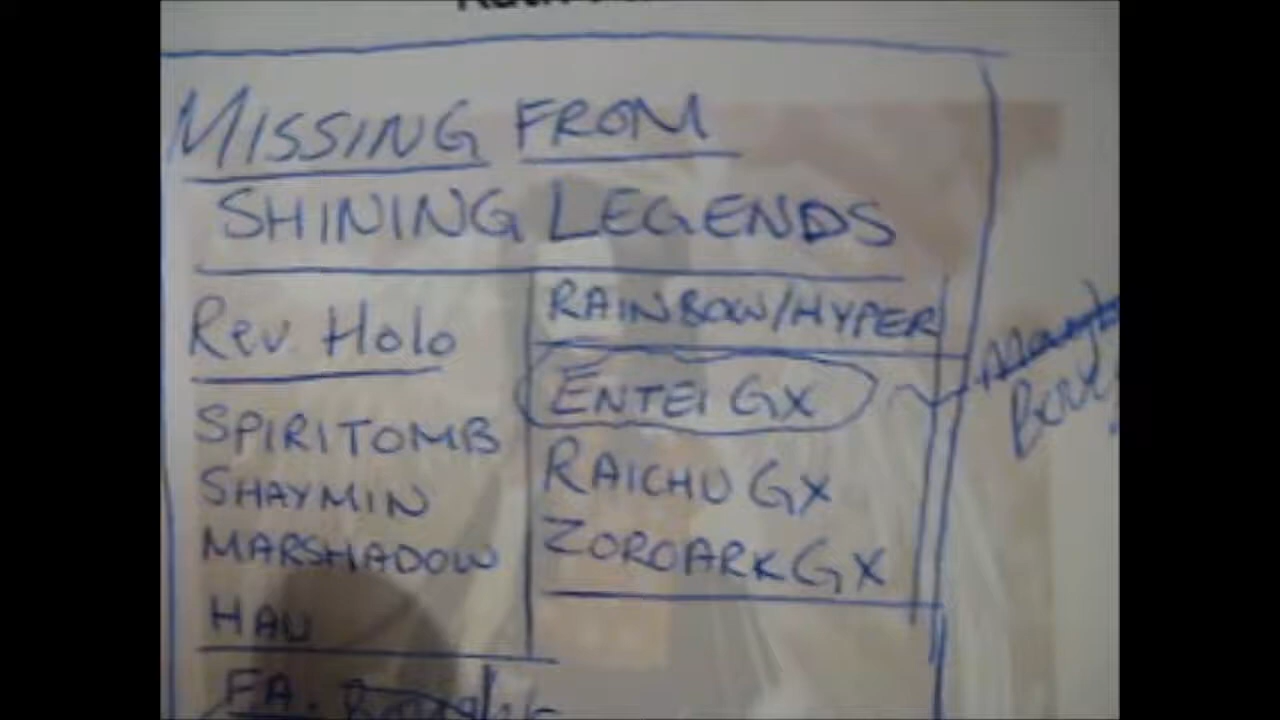 MISSING FROM
SHINING LEGENDS
Rev Holo
SPIRITOMB
SHAYMIN
MARSHADOW
HAU
FA.
RAINBOW/HYPER
ENTEI GX
RAICHU GX
ZOROARK GX